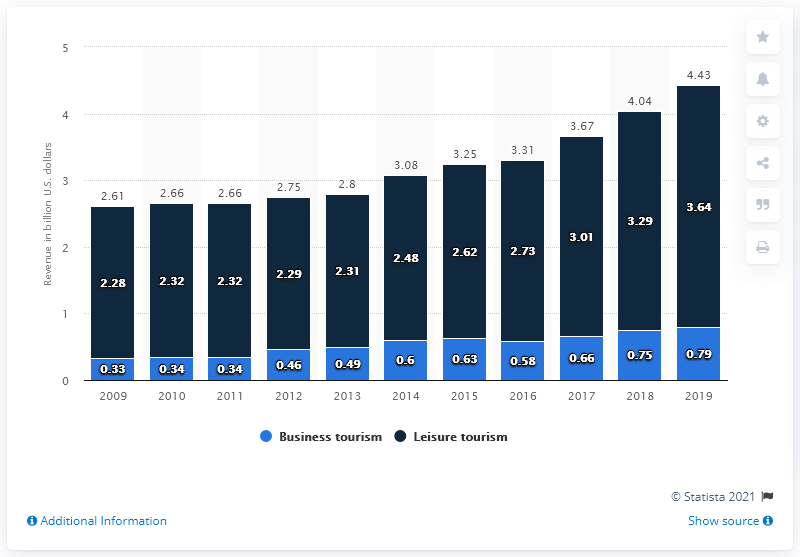 5
4
3
2
1
0
Revenue in billion U.S. dollars
2.61 2.66 2.66 2.75 2.8 3.08 3.25 3.31 3.67 4.04 4.43
2.28 2.32 2.32 2.29 2.31 2.48 2.62 2.73 3.01 3.29 3.64
0.33 0.34 0.34 0.46 0.49 0.6 0.63 0.58 0.66 0.75 0.79
2009 2010 2011 2012 2013 2014 2015 2016 2017 2018 2019
Business tourism Leisure tourism
© Statista 2021
Additional Information Show source